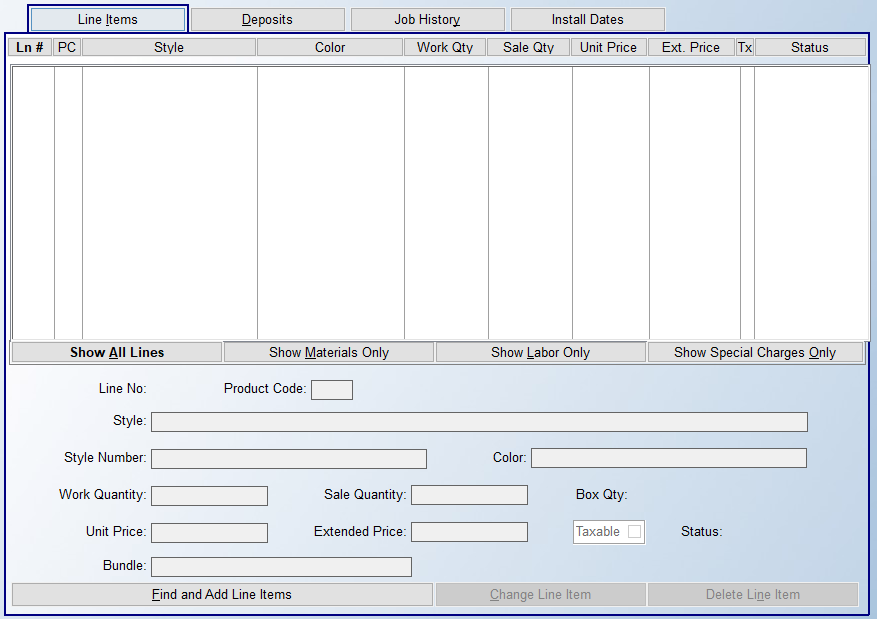 Line Items Deposits Job History Install Dates
Ln # PC Style Color Work Qty Sale Qty Unit Price Ext. Price Tx Status
Show All Lines Show Materials Only Show Labor Only Show Special Charges Only
Line No: Product Code:
Style:
Style Number: Color:
Work Quantity: Sale Quantity: Box Qty:
Unit Price: Extended Price: Taxable Status:
Bundle:
Find and Add Line Items Change Line Item Delete Line Item